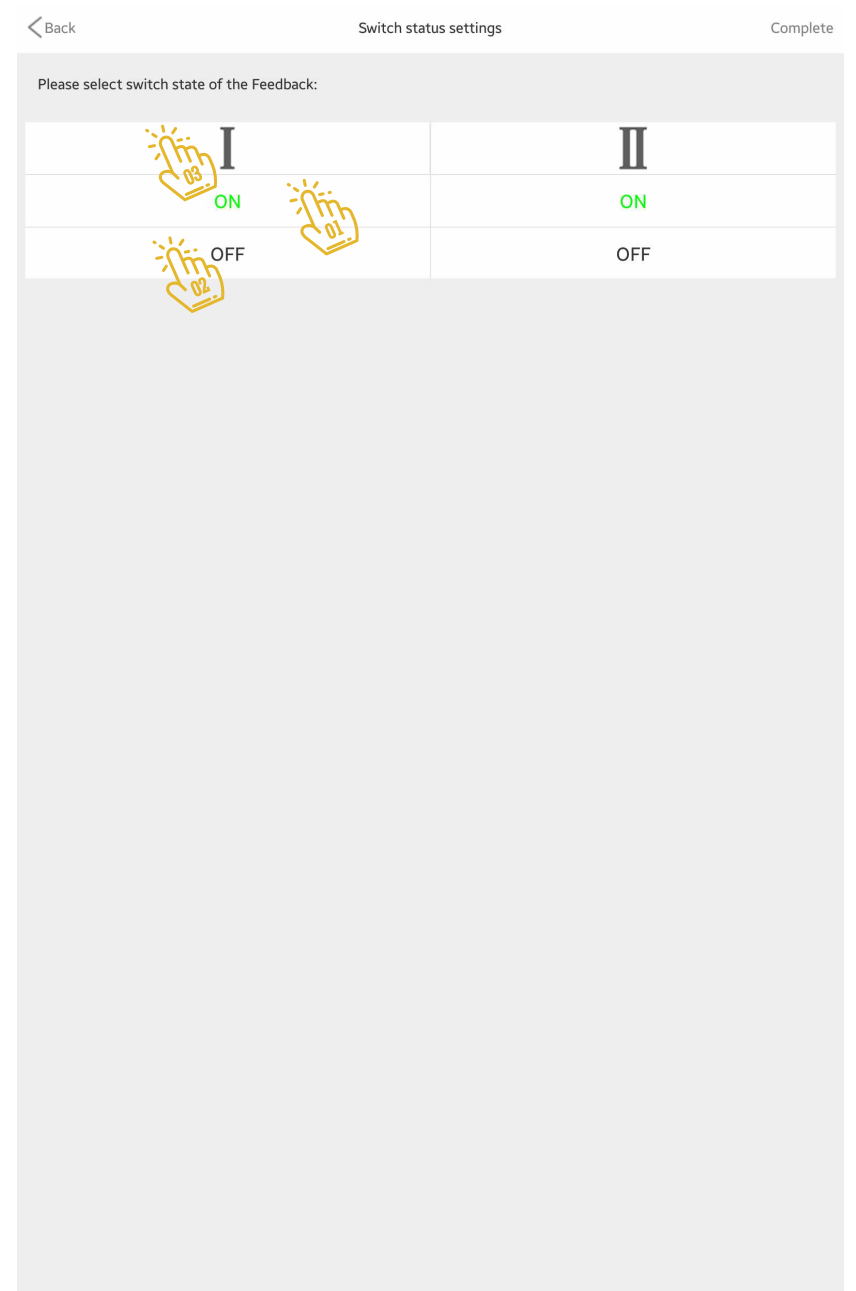 Back Switch status settings Complete
Please select switch state of the Feedback:
I II
03
ON ON
01
OFF OFF
02